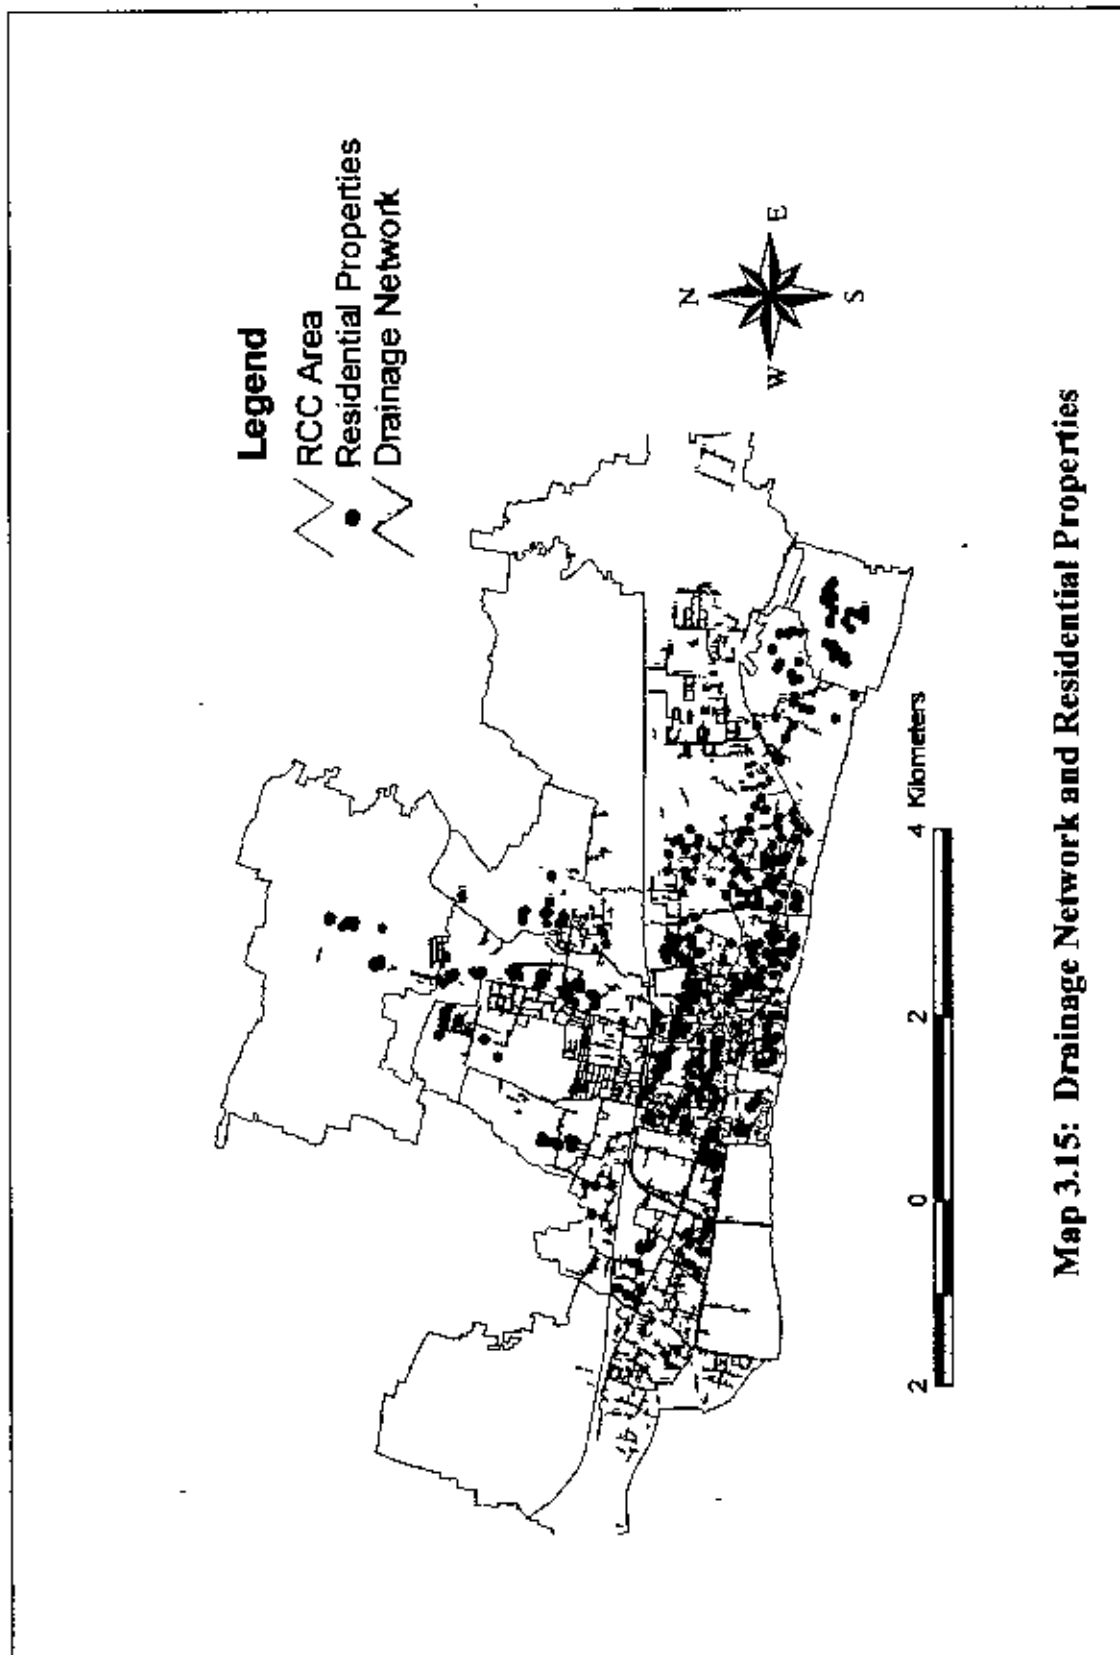 Legend
RCC Area
Residential Properties
Drainage Network
N
W
E
S
2 0 2 4 Kilometers
Map 3.15: Drainage Network and Residential Properties